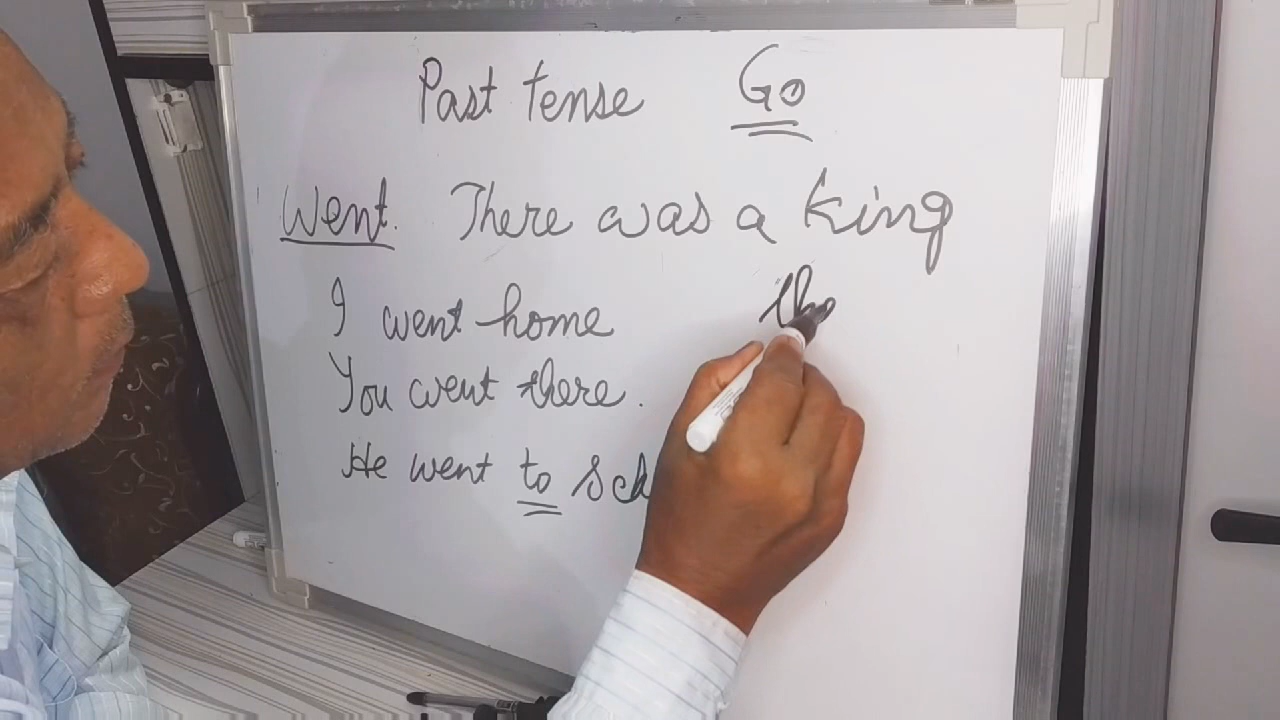 Past tense Go
Went. There was a king
I went home
You went there.
He went to